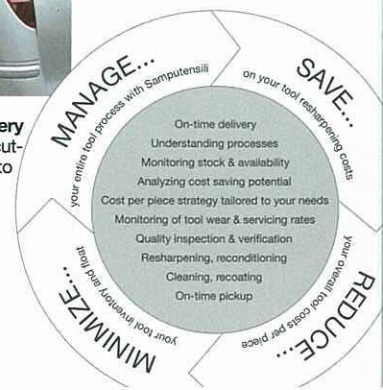 ery
cut-
to
MANAGE...
your entire tool process with Samputensili
SAVE...
on your tool resharpening costs
REDUCE...
your overall tool costs per piece
MINIMIZE...
your tool inventory and float
On-time delivery
Understanding processes
Monitoring stock & availability
Analyzing cost saving potential
Cost per piece strategy tailored to your needs
Monitoring of tool wear & servicing rates
Quality inspection & verification
Resharpening, reconditioning
Cleaning, recoating
On-time pickup